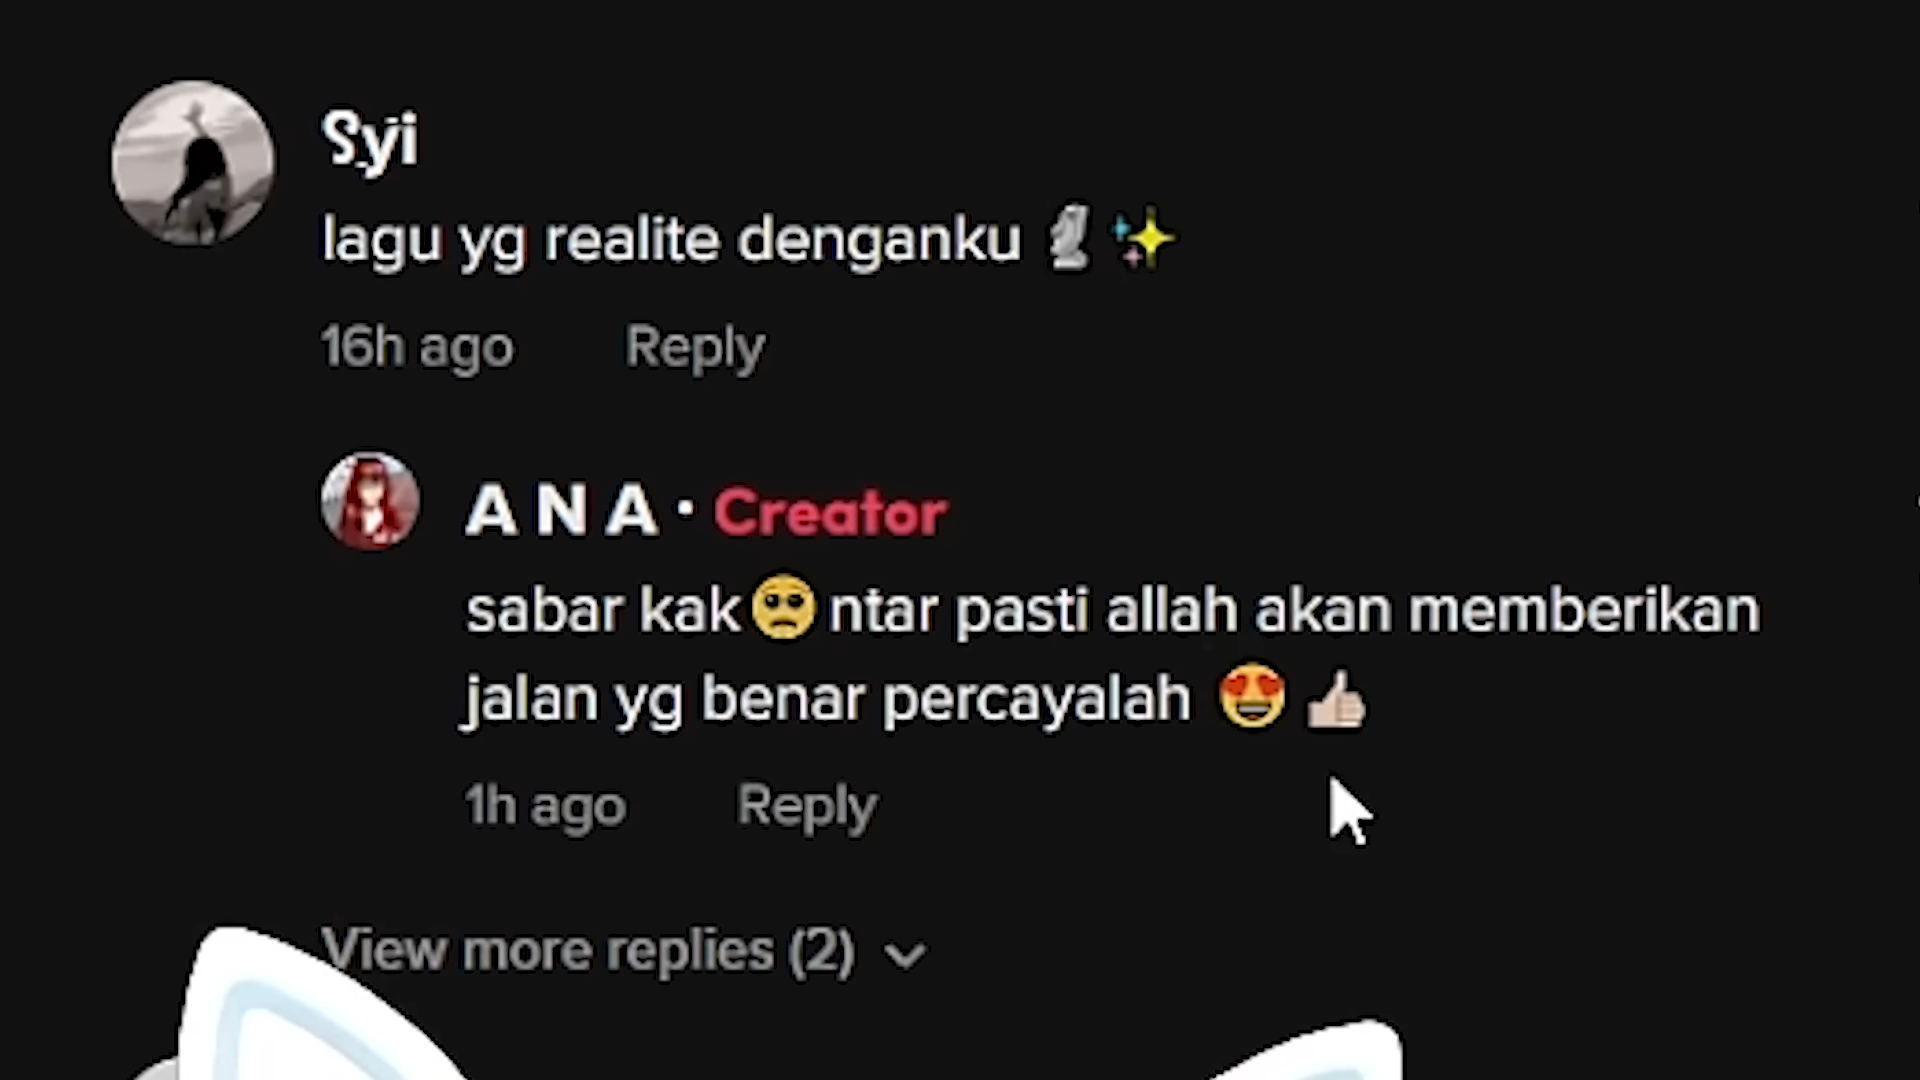 Syi
lagu yg realite denganku 🗿✨
16h ago Reply
A N A · Creator
sabar kak🥺ntar pasti allah akan memberikan
jalan yg benar percayalah 😍👍🏻
1h ago Reply
View more replies (2)